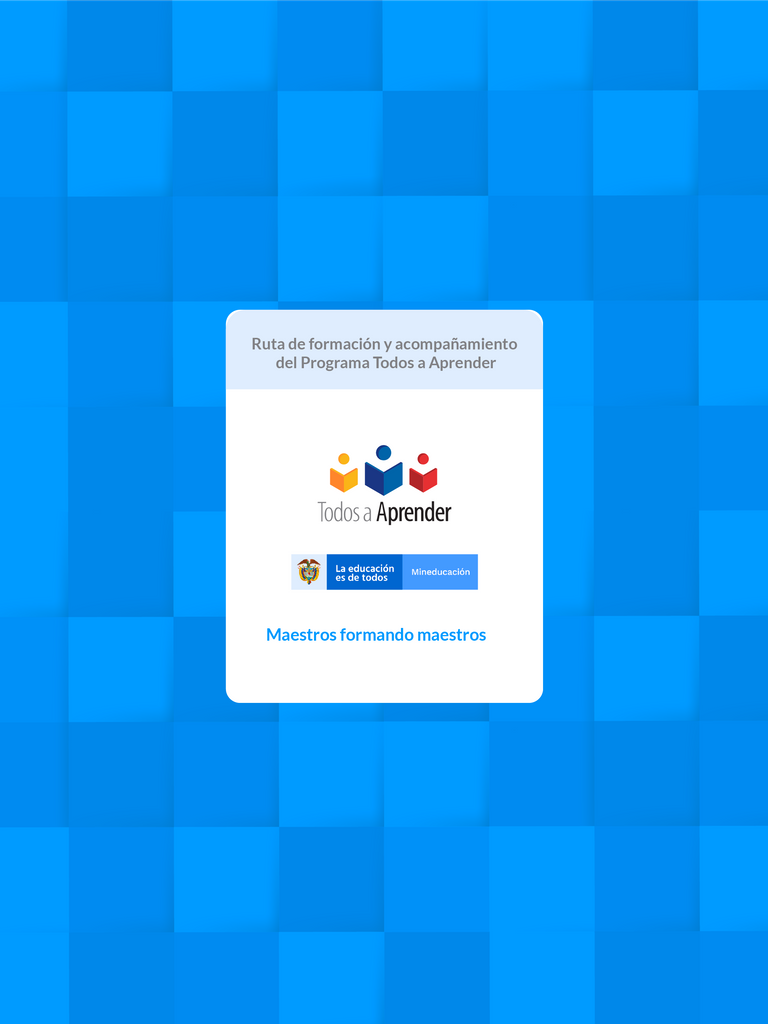 Ruta de formación y acompañamiento
del Programa Todos a Aprender
Todos a Aprender
La educación
es de todos
Mineducación
Maestros formando maestros